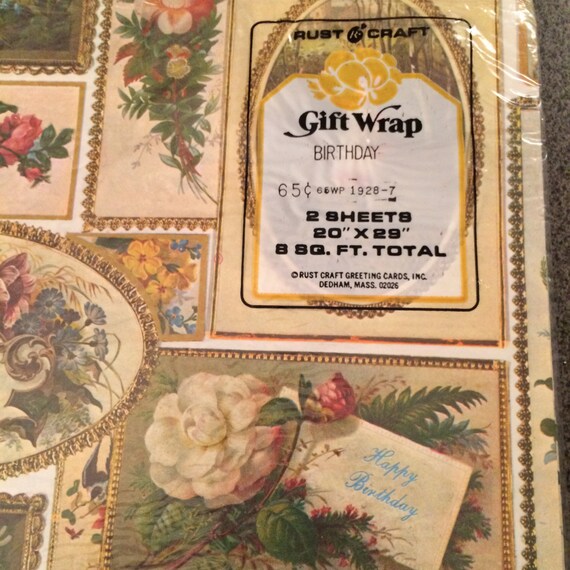 RUST R CRAFT
Gift Wrap
BIRTHDAY
65¢ 65WP 1928-7
2 SHEETS
20" X 29"
8 SQ. FT. TOTAL
© RUST CRAFT GREETING CARDS, INC.
DEDHAM, MASS. 02026
Happy
Birthday